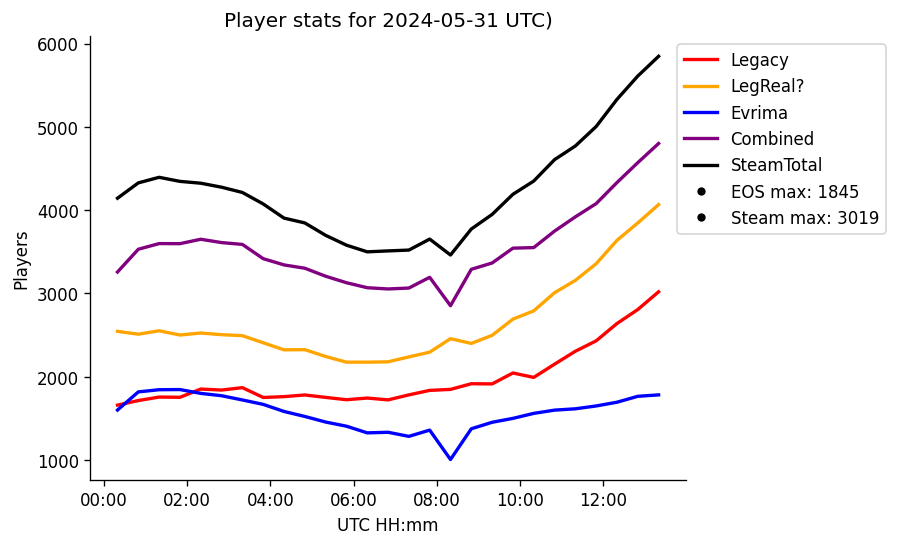 Player stats for 2024-05-31 UTC)
6000
5000
4000
3000
2000
1000
Players
00:00 02:00 04:00 06:00 08:00 10:00 12:00
UTC HH:mm
Legacy
LegReal?
Evrima
Combined
SteamTotal
EOS max: 1845
Steam max: 3019